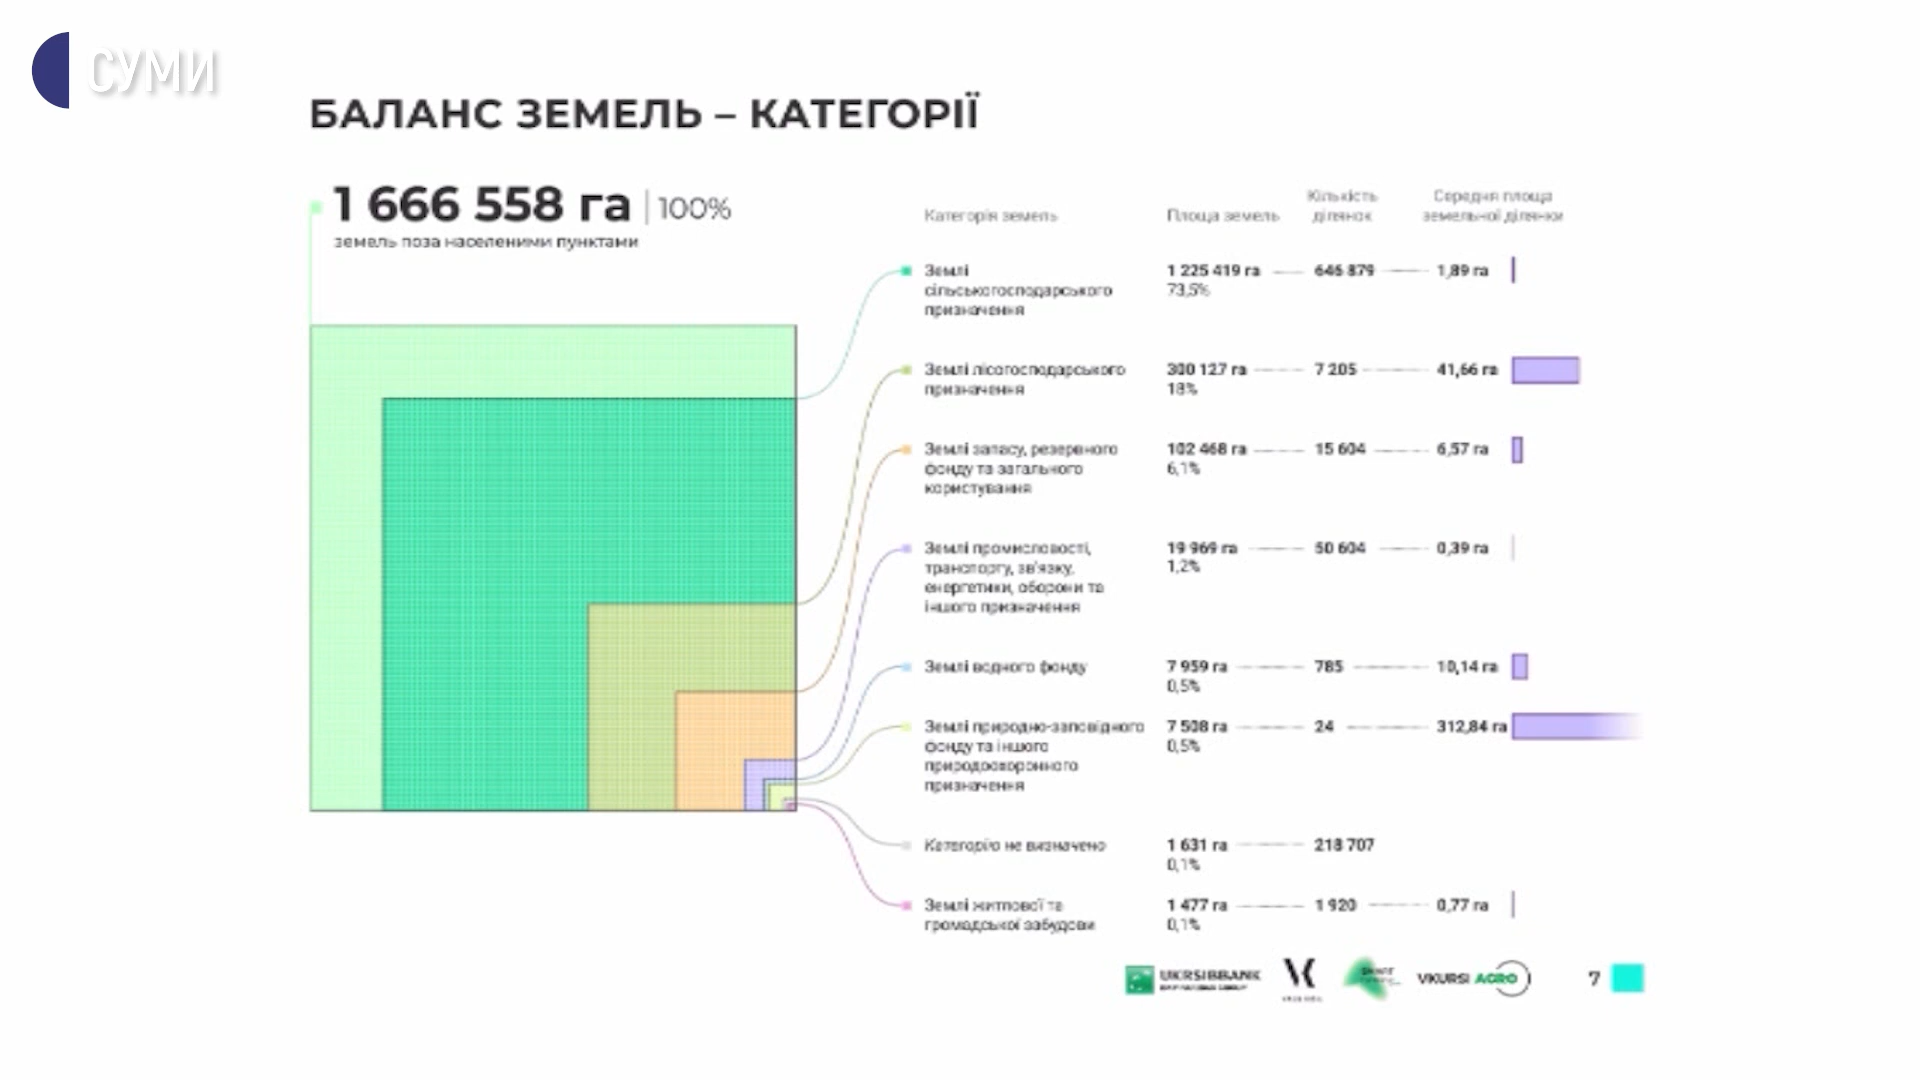 СУМИ
БАЛАНС ЗЕМЕЛЬ – КАТЕГОРІЇ
1 666 558 га | 100%
земель поза населеними пунктами
Категорія земель
Площа земель
Кількість
ділянок
Середня площа
земельної ділянки
Землі
сільськогосподарського
призначення
1 225 419 га
73,5%
646 879
1,89 га
Землі лісогосподарського
призначення
300 127 га
18%
7 205
41,66 га
Землі запасу, резервного
фонду та загального
користування
102 468 га
6,1%
15 604
6,57 га
Землі промисловості,
транспорту, зв'язку,
енергетики, оборони та
іншого призначення
19 969 га
1,2%
50 604
0,39 га
Землі водного фонду
7 959 га
0,5%
785
10,14 га
Землі природно-заповідного
фонду та іншого
природоохоронного
призначення
7 508 га
0,5%
24
312,84 га
Категорію не визначено
1 631 га
0,1%
218 707
Землі житлової та
громадської забудови
1 477 га
0,1%
1 920
0,77 га
UKRSIBBANK
VKURSI AGRO
7